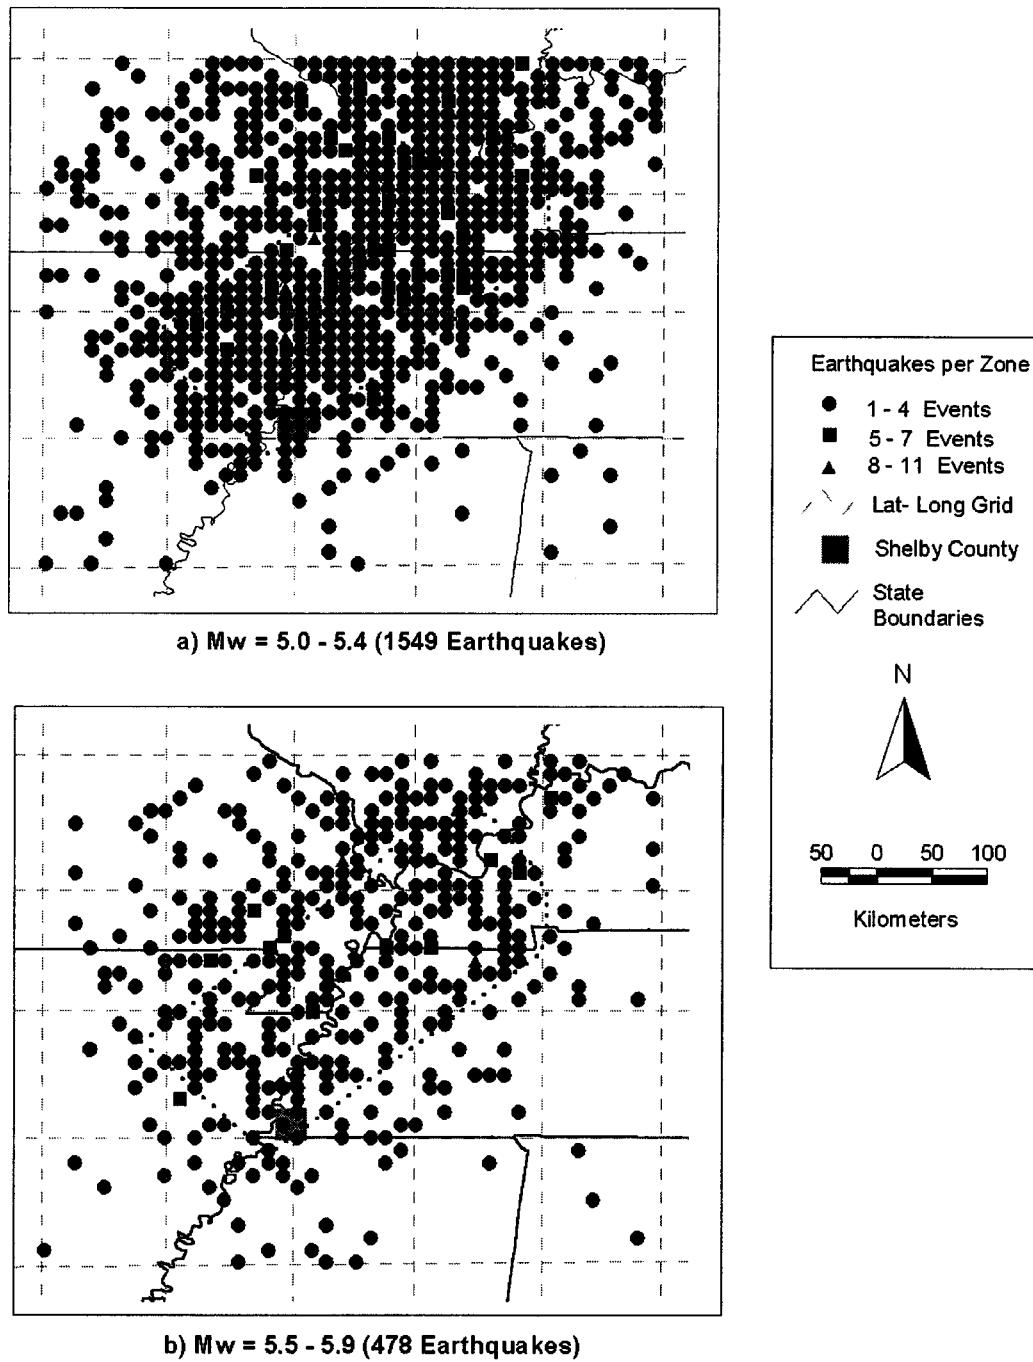 Earthquakes per Zone
1 - 4 Events
5 - 7 Events
8 - 11 Events
Lat- Long Grid
Shelby County
State
Boundaries
N
50 0 50 100
Kilometers
a) Mw = 5.0 - 5.4 (1549 Earthquakes)
b) Mw = 5.5 - 5.9 (478 Earthquakes)